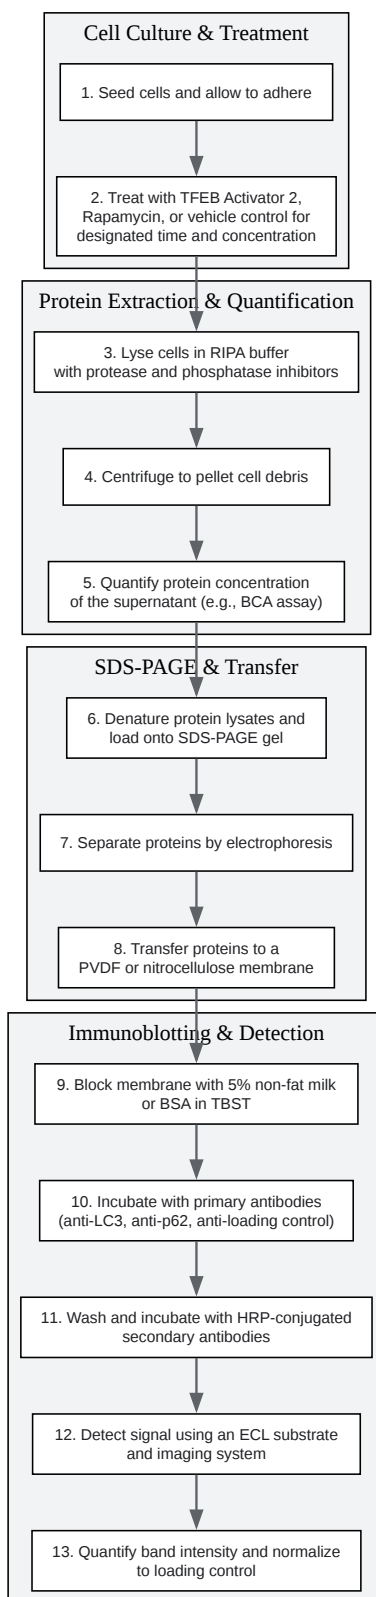 Cell Culture & Treatment
1. Seed cells and allow to adhere
2. Treat with TFEB Activator 2,
Rapamycin, or vehicle control for
designated time and concentration
Protein Extraction & Quantification
3. Lyse cells in RIPA buffer
with protease and phosphatase inhibitors
4. Centrifuge to pellet cell debris
5. Quantify protein concentration
of the supernatant (e.g., BCA assay)
SDS-PAGE & Transfer
6. Denature protein lysates and
load onto SDS-PAGE gel
7. Separate proteins by electrophoresis
8. Transfer proteins to a
PVDF or nitrocellulose membrane
Immunoblotting & Detection
9. Block membrane with 5% non-fat milk
or BSA in TBST
10. Incubate with primary antibodies
(anti-LC3, anti-p62, anti-loading control)
11. Wash and incubate with HRP-conjugated
secondary antibodies
12. Detect signal using an ECL substrate
and imaging system
13. Quantify band intensity and normalize
to loading control